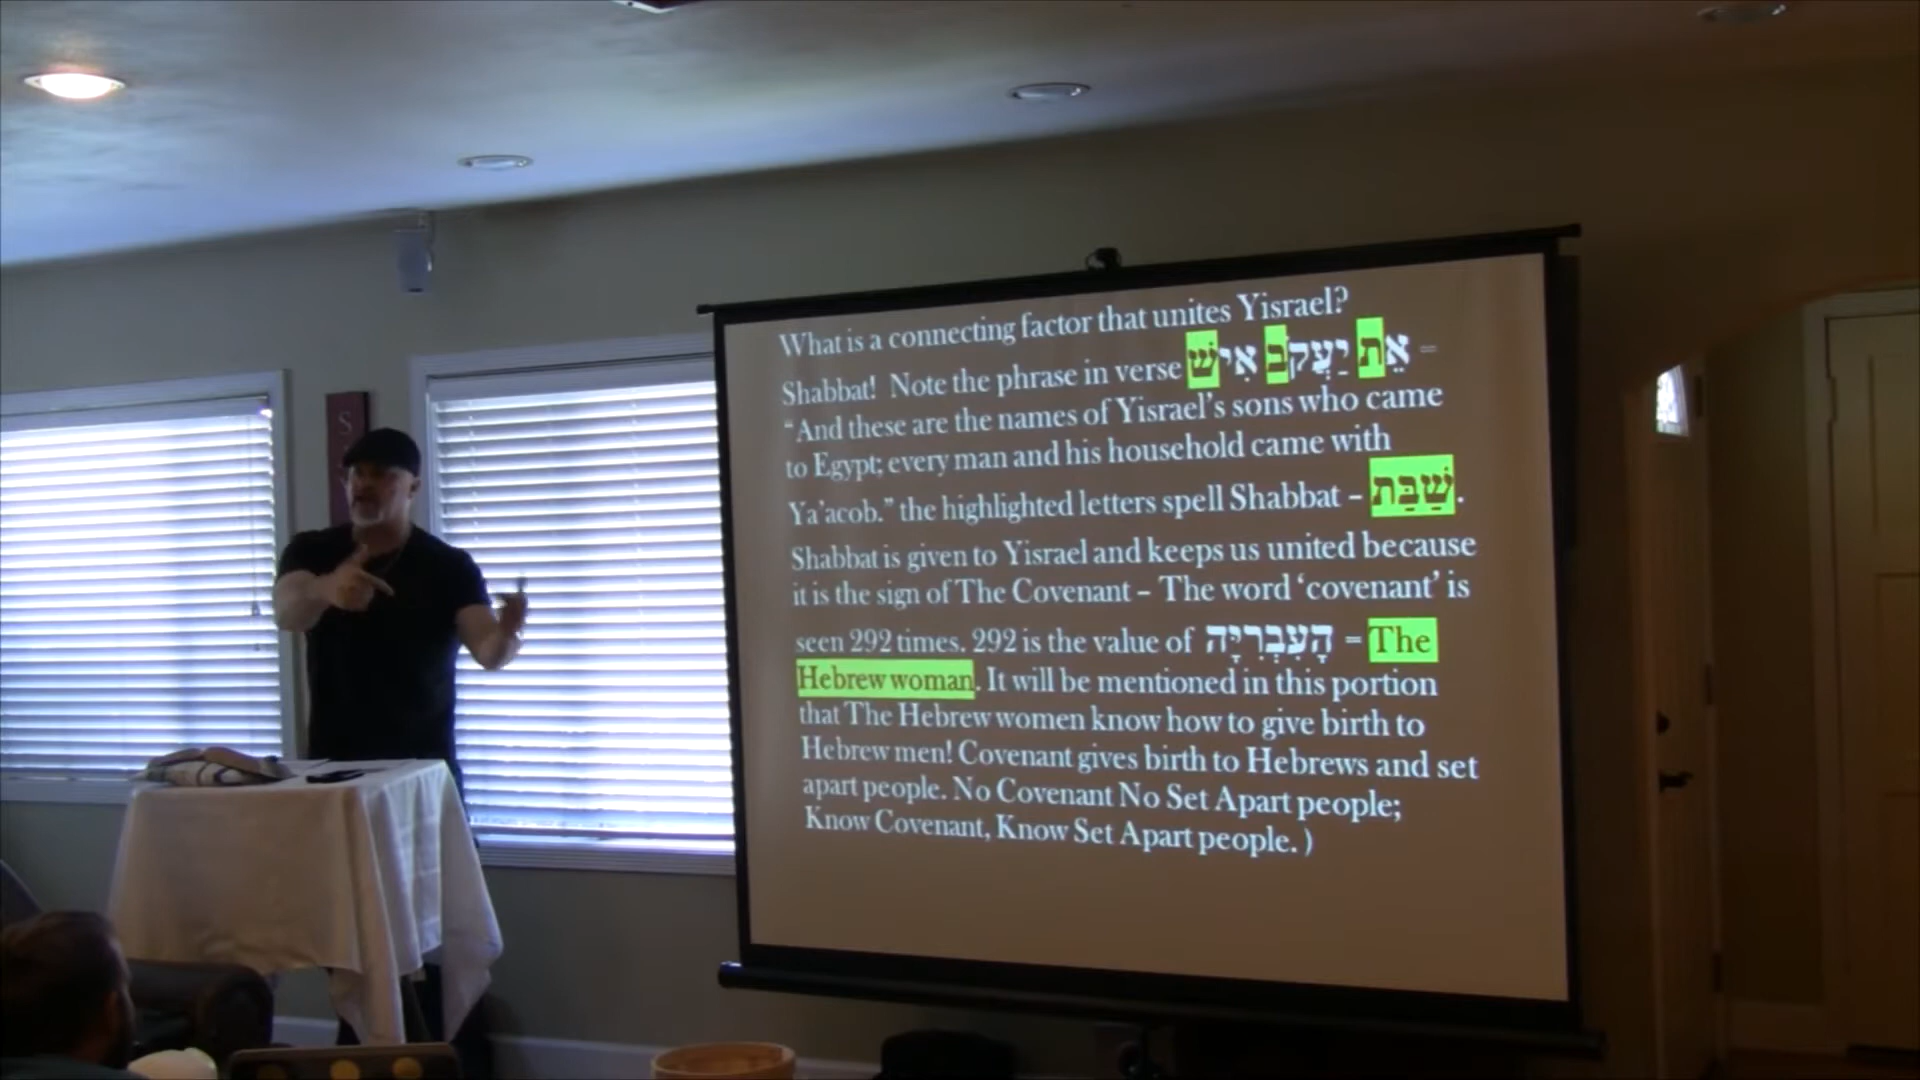 What is a connecting factor that unites Yisrael?
Shabbat! Note the phrase in verse אֵת יַעֲקֹב אִישׁ –
“And these are the names of Yisrael’s sons who came
to Egypt; every man and his household came with
Ya’acob.” the highlighted letters spell Shabbat – שַׁבַּת.
Shabbat is given to Yisrael and keeps us united because
it is the sign of The Covenant – The word ‘covenant’ is
seen 292 times. 292 is the value of הָעִבְרִיָּה = The
Hebrew woman. It will be mentioned in this portion
that The Hebrew women know how to give birth to
Hebrew men! Covenant gives birth to Hebrews and set
apart people. No Covenant No Set Apart people;
Know Covenant, Know Set Apart people. )
S